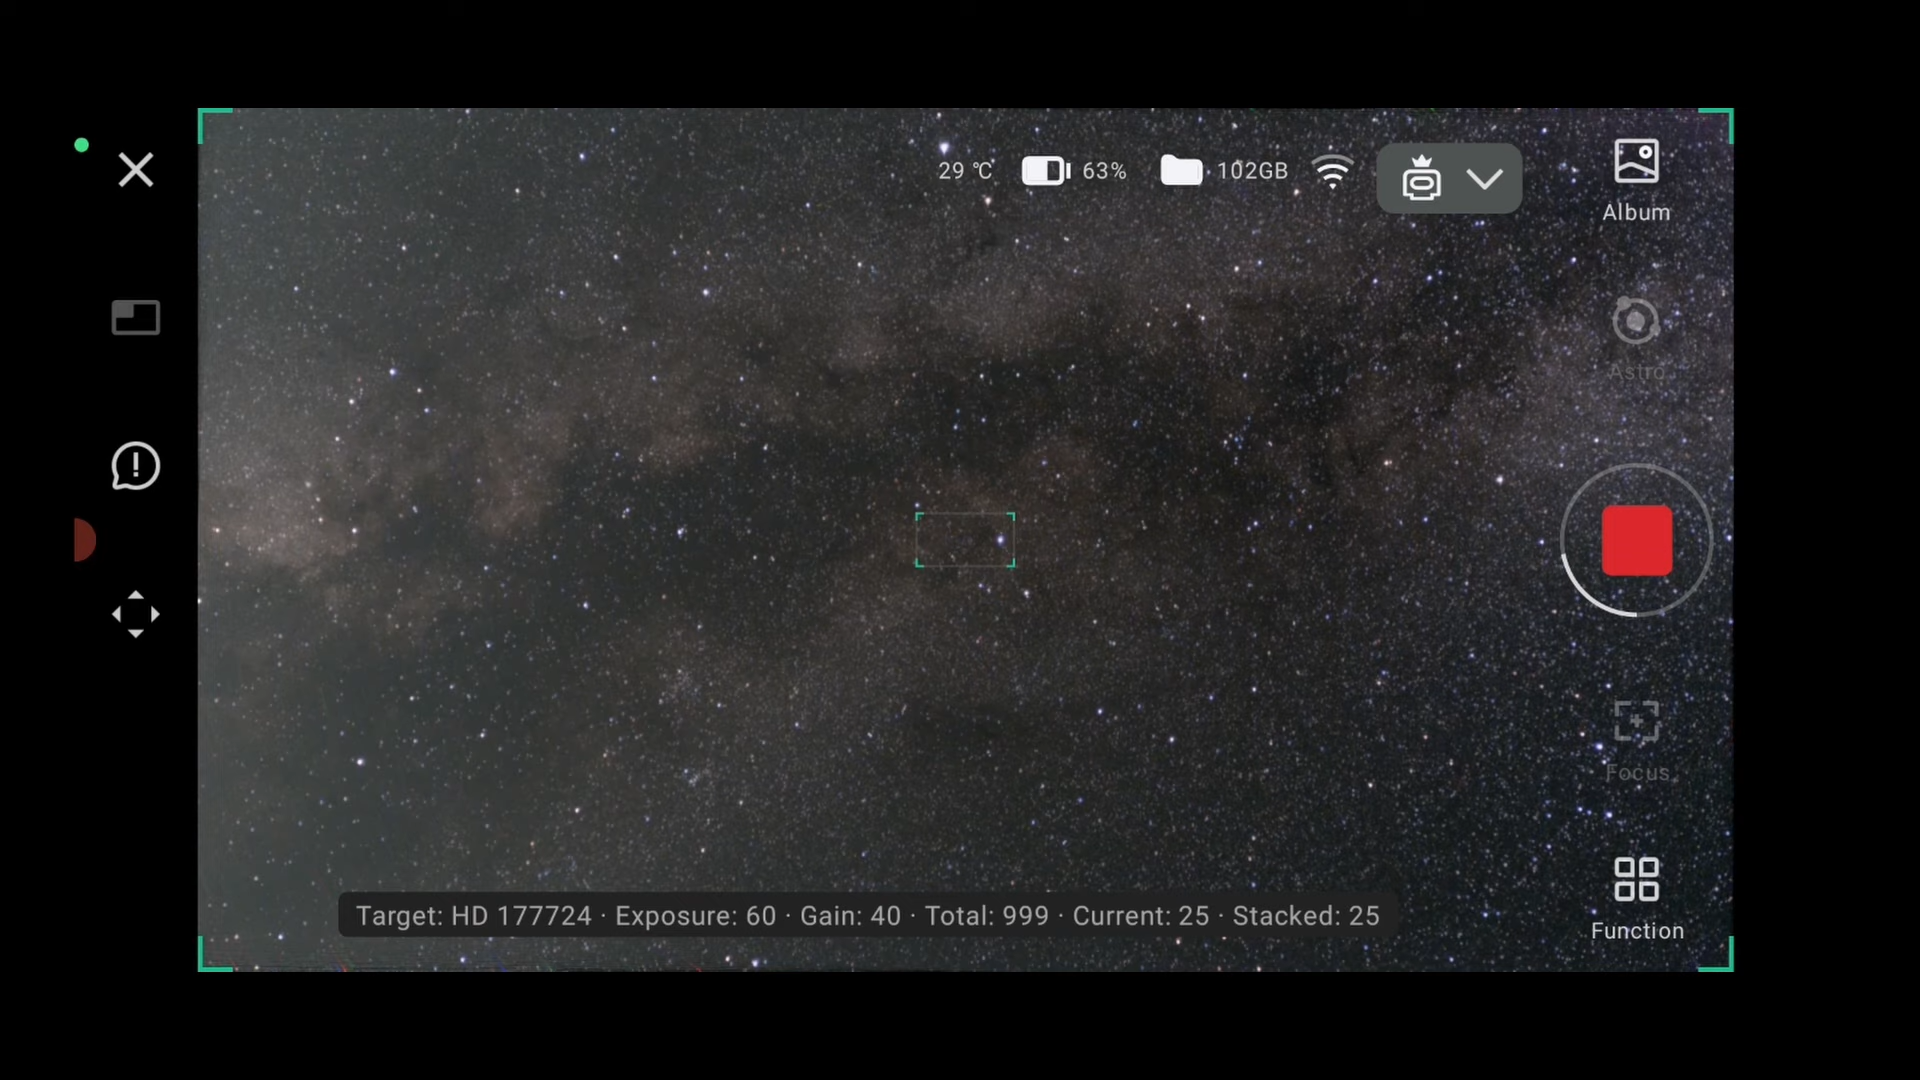 29 ℃ 63% 102GB
Album
Astro
Focus
Target: HD 177724 · Exposure: 60 · Gain: 40 · Total: 999 · Current: 25 · Stacked: 25
Function